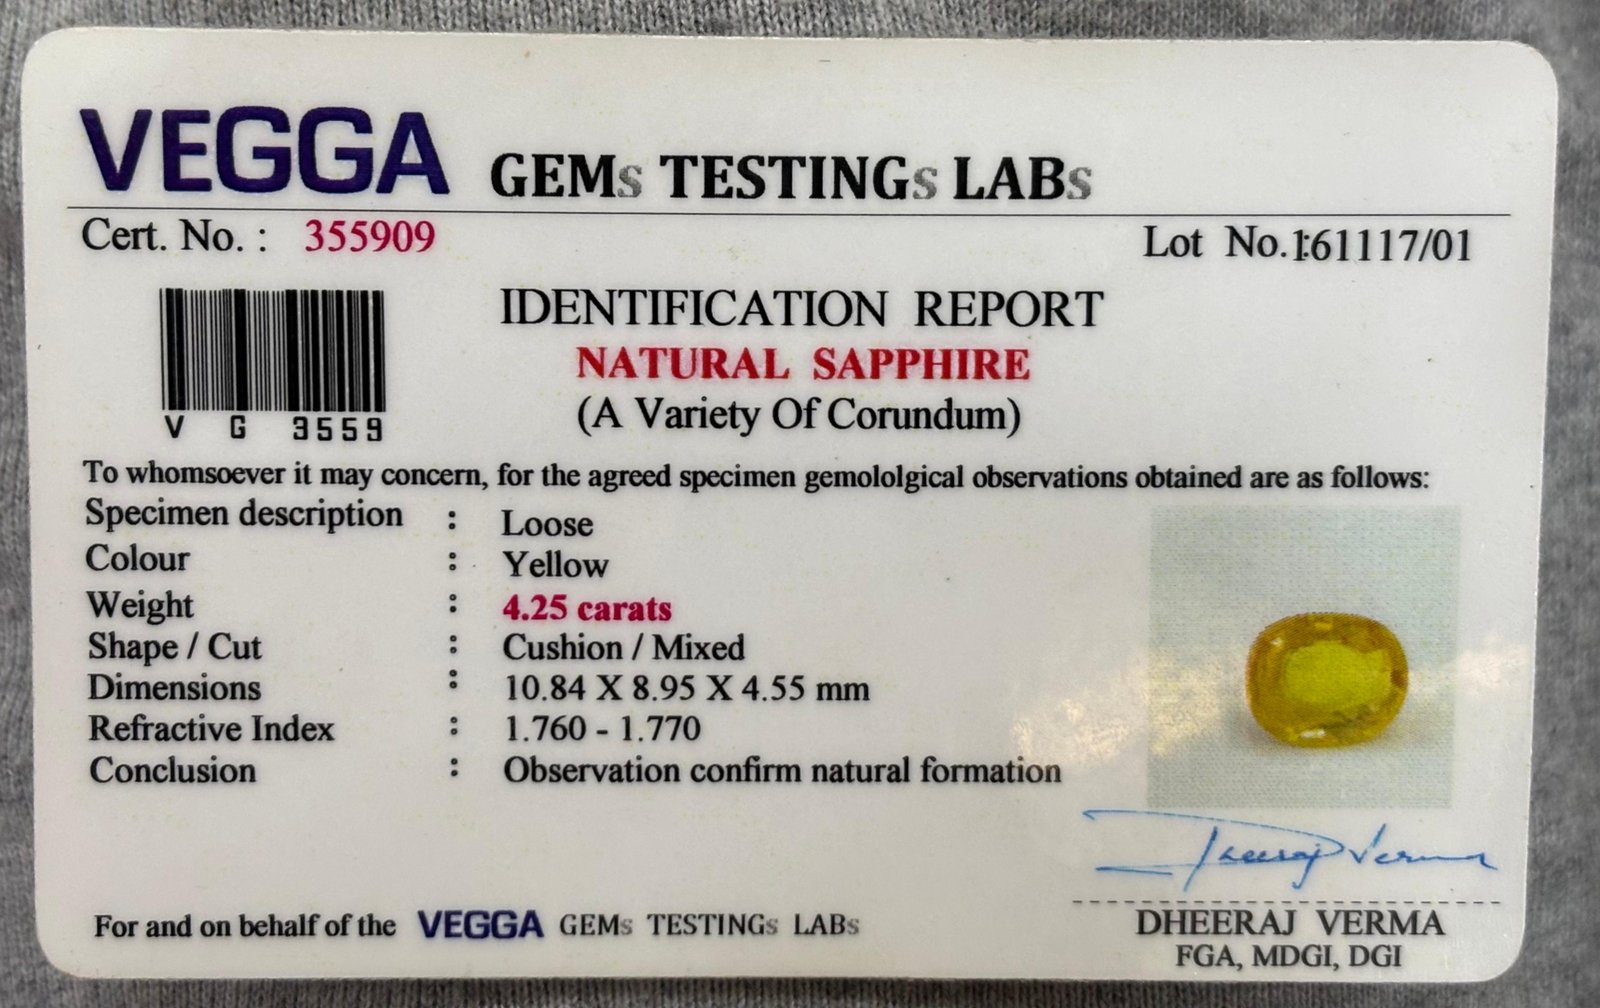 VEGGA GEMs TESTINGs LABs
Cert. No. : 355909
Lot No.:161117/01
V G 3559
IDENTIFICATION REPORT
NATURAL SAPPHIRE
(A Variety Of Corundum)
To whomsoever it may concern, for the agreed specimen gemololgical observations obtained are as follows:
Specimen description : Loose
Colour : Yellow
Weight : 4.25 carats
Shape / Cut : Cushion / Mixed
Dimensions : 10.84 X 8.95 X 4.55 mm
Refractive Index : 1.760 - 1.770
Conclusion : Observation confirm natural formation
Dheeraj Verma
For and on behalf of the VEGGA GEMs TESTINGs LABs
DHEERAJ VERMA
FGA, MDGI, DGI